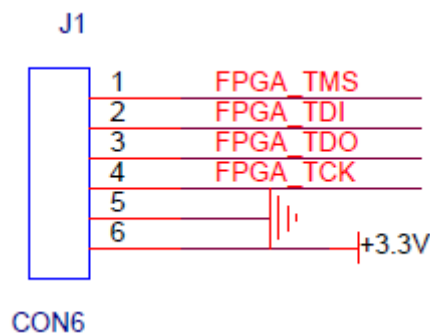 J1
1 FPGA_TMS
2 FPGA_TDI
3 FPGA_TDO
4 FPGA_TCK
5
6 +3.3V
CON6